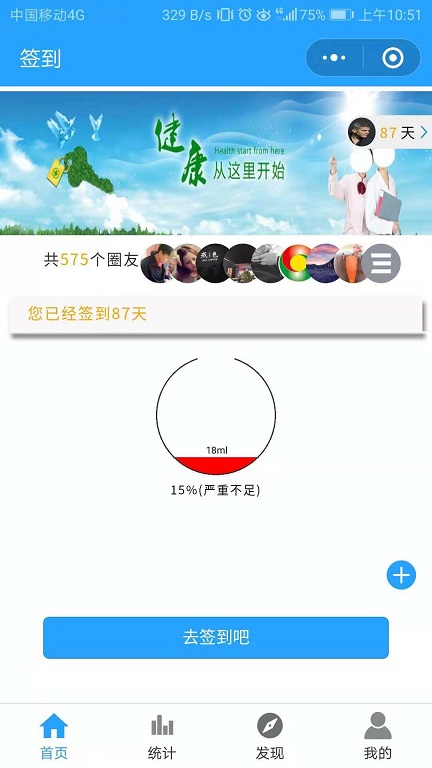 中国移动4G 329 B/s 4G 75% 上午10:51
签到
健康
Health start from here
从这里开始
87 天
共575个圈友
您已经签到87天
18ml
15%(严重不足)
去签到吧
首页 统计 发现 我的